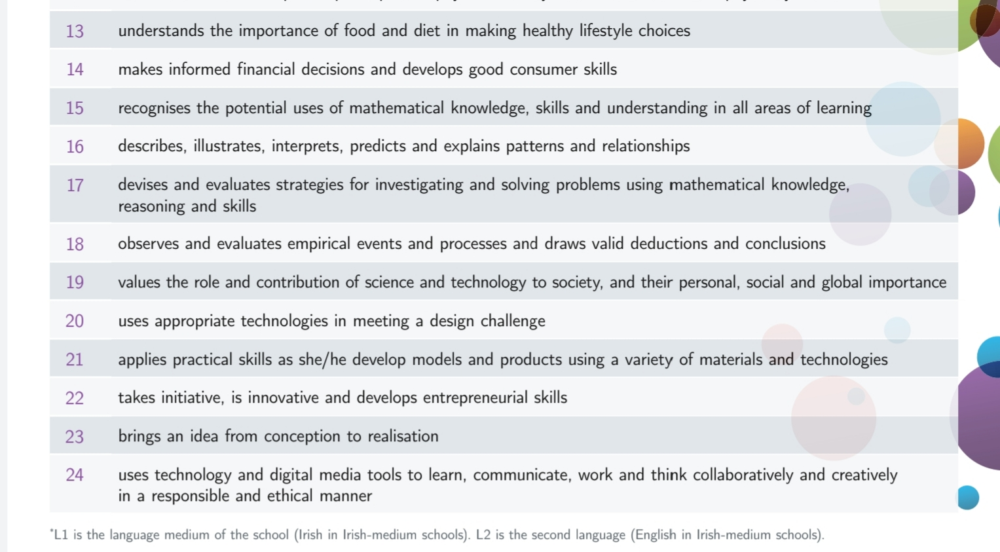 13 understands the importance of food and diet in making healthy lifestyle choices
14 makes informed financial decisions and develops good consumer skills
15 recognises the potential uses of mathematical knowledge, skills and understanding in all areas of learning
16 describes, illustrates, interprets, predicts and explains patterns and relationships
17 devises and evaluates strategies for investigating and solving problems using mathematical knowledge,
reasoning and skills
18 observes and evaluates empirical events and processes and draws valid deductions and conclusions
19 values the role and contribution of science and technology to society, and their personal, social and global importance
20 uses appropriate technologies in meeting a design challenge
21 applies practical skills as she/he develop models and products using a variety of materials and technologies
22 takes initiative, is innovative and develops entrepreneurial skills
23 brings an idea from conception to realisation
24 uses technology and digital media tools to learn, communicate, work and think collaboratively and creatively
in a responsible and ethical manner
*L1 is the language medium of the school (Irish in Irish-medium schools). L2 is the second language (English in Irish-medium schools).